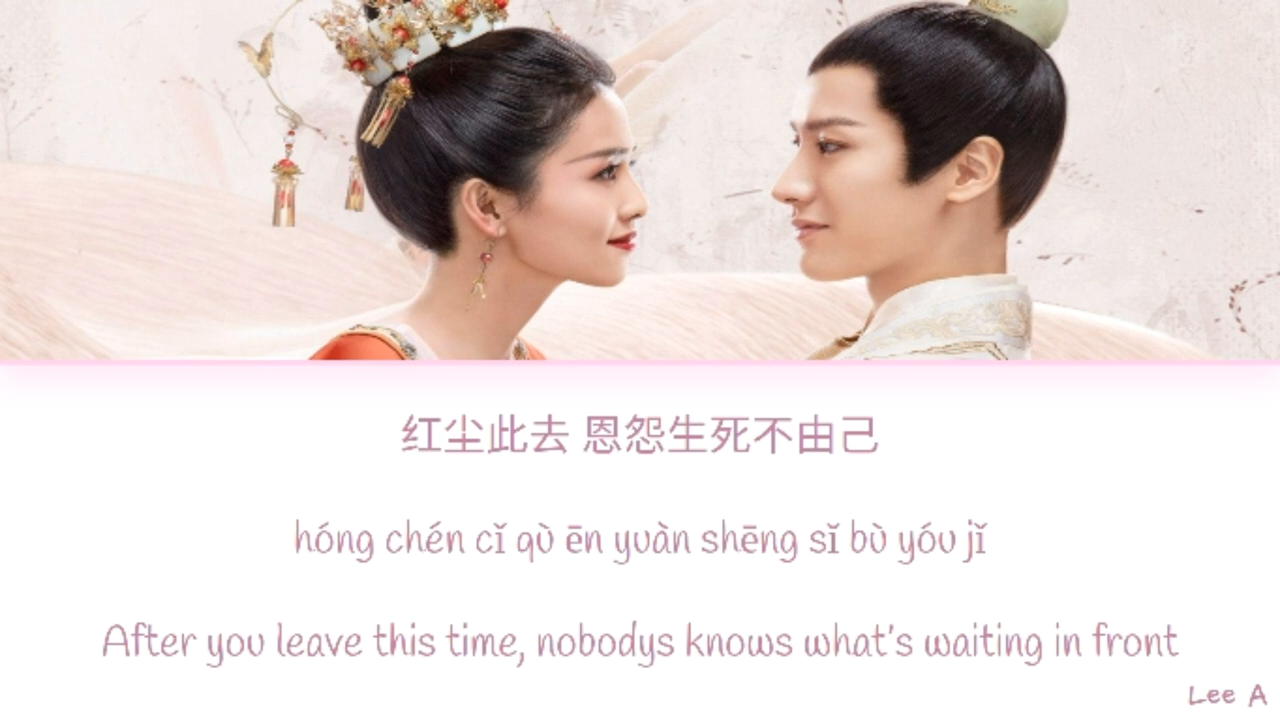 红尘此去 恩怨生死不由己
hóng chén cǐ qù ēn yuàn shēng sǐ bù yóu jǐ
After you leave this time, nobodys knows what's waiting in front
Lee A